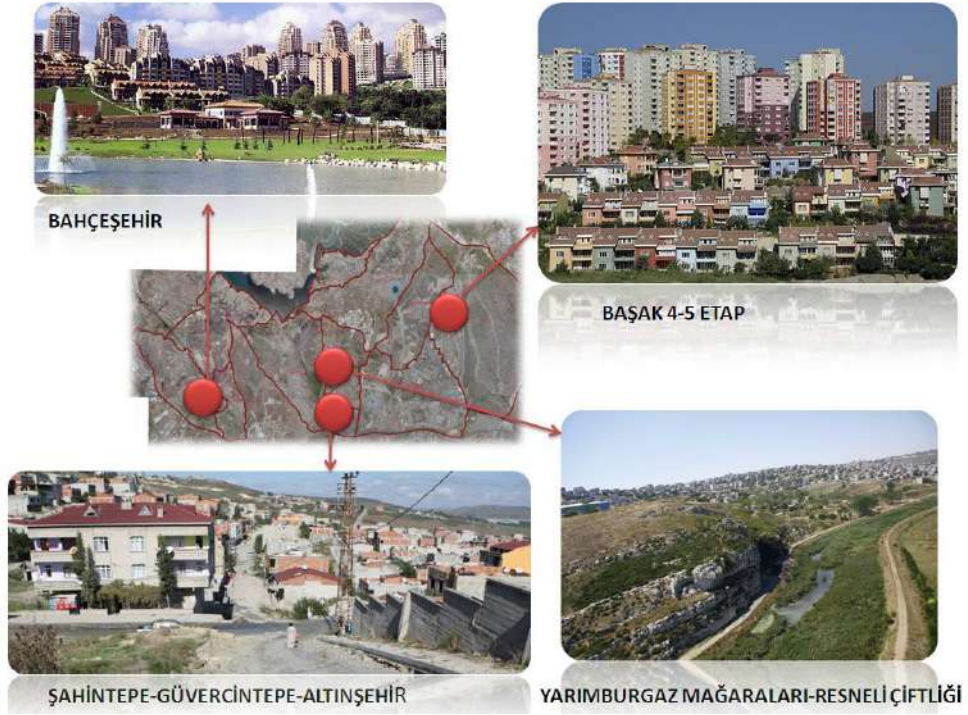 BAHÇEŞEHİR
BAŞAK 4-5 ETAP
ŞAHİNTEPE-GÜVERCİNTEPE-ALTINŞEHİR
YARIMBURGAZ MAĞARALARI-RESNELİ ÇİFTLİĞİ